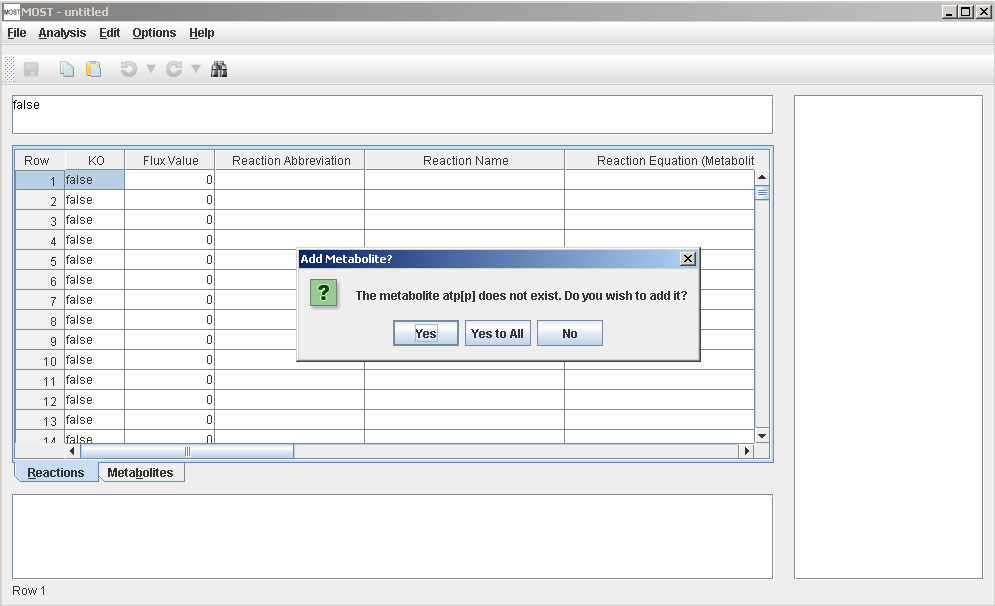 MOST MOST - untitled
File Analysis Edit Options Help
false
Row KO Flux Value Reaction Abbreviation Reaction Name Reaction Equation (Metabolit
1 false 0
2 false 0
3 false 0
4 false 0
5 false 0
6 false 0
7 false 0
8 false 0
9 false 0
10 false 0
11 false 0
12 false 0
13 false 0
14 false 0
Add Metabolite?
? The metabolite atp[p] does not exist. Do you wish to add it?
Yes Yes to All No
Reactions Metabolites
Row 1